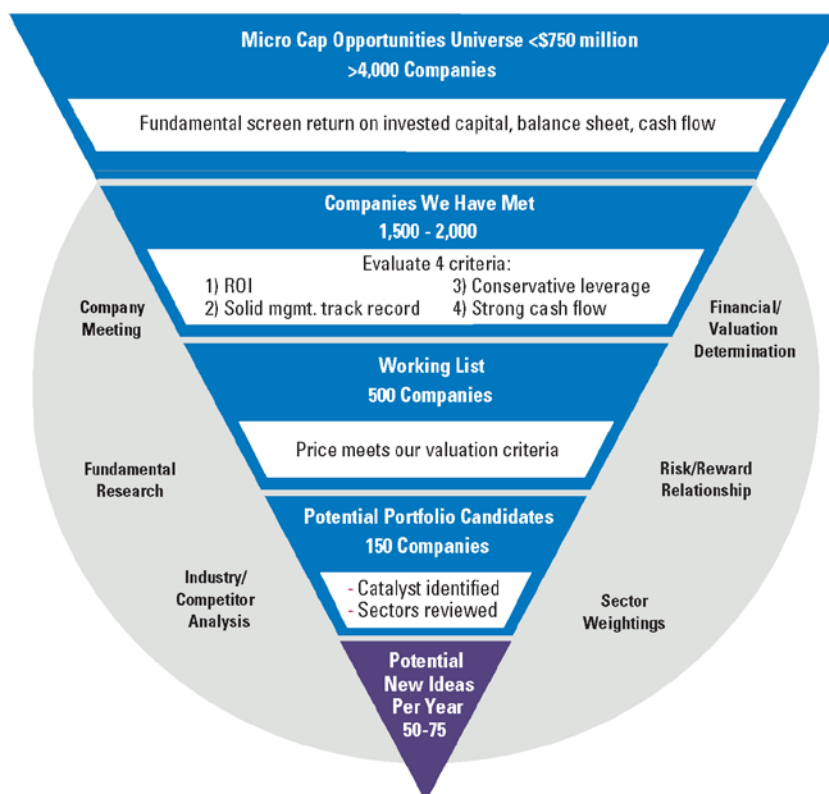 Micro Cap Opportunities Universe <$750 million
>4,000 Companies
Fundamental screen return on invested capital, balance sheet, cash flow
Companies We Have Met
1,500 - 2,000
Evaluate 4 criteria:
1) ROI
3) Conservative leverage
2) Solid mgmt. track record
4) Strong cash flow
Company
Meeting
Financial/
Valuation
Determination
Working List
500 Companies
Price meets our valuation criteria
Fundamental
Research
Risk/Reward
Relationship
Potential Portfolio Candidates
150 Companies
- Catalyst identified
- Sectors reviewed
Industry/
Competitor
Analysis
Sector
Weightings
Potential
New Ideas
Per Year
50-75